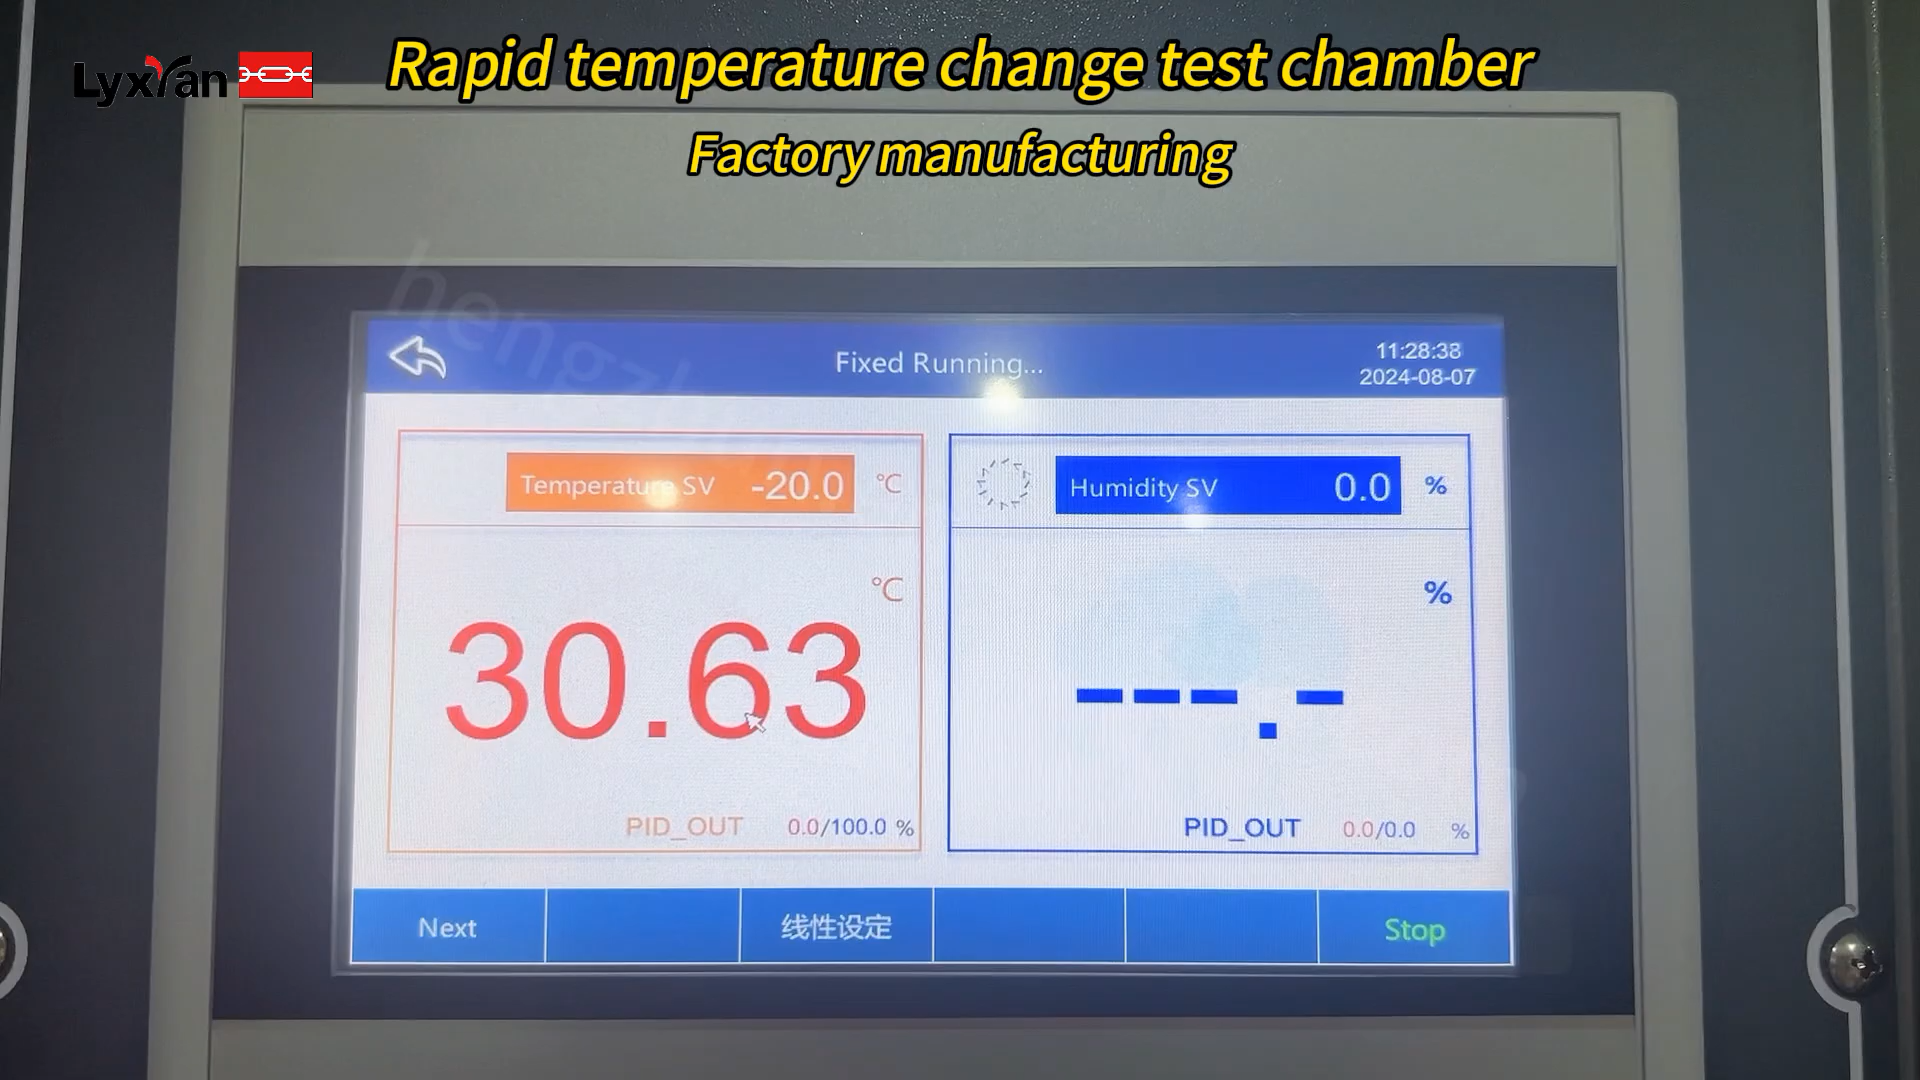 LyxYan
Rapid temperature change test chamber
Factory manufacturing
Fixed Running...
11:28:38
2024-08-07
Temperature SV -20.0 ℃
Humidity SV 0.0 %
℃
30.63
%
---.-
PID_OUT 0.0/100.0 %
PID_OUT 0.0/0.0 %
Next
线性设定
Stop